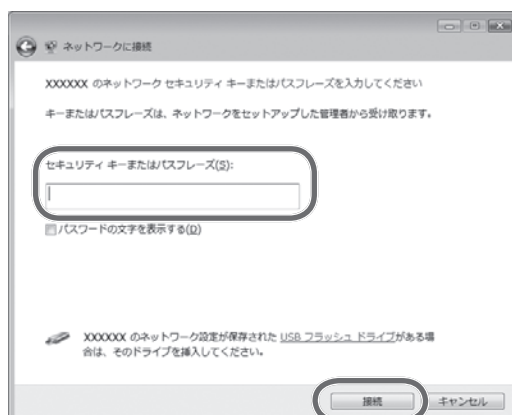 ネットワークに接続
XXXXXX のネットワーク セキュリティ キーまたはパスフレーズを入力してください
キーまたはパスフレーズは、ネットワークをセットアップした管理者から受け取ります。
セキュリティ キーまたはパスフレーズ(S):
パスワードの文字を表示する(D)
XXXXXX のネットワーク設定が保存された USB フラッシュ ドライブがある場
合は、そのドライブを挿入してください。
接続 キャンセル